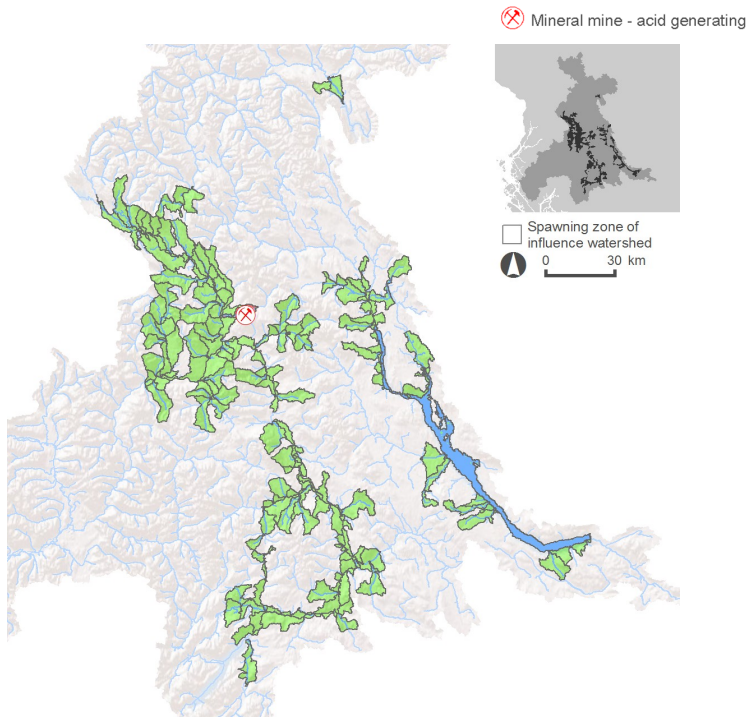 Mineral mine - acid generating
Spawning zone of
influence watershed
0 30 km